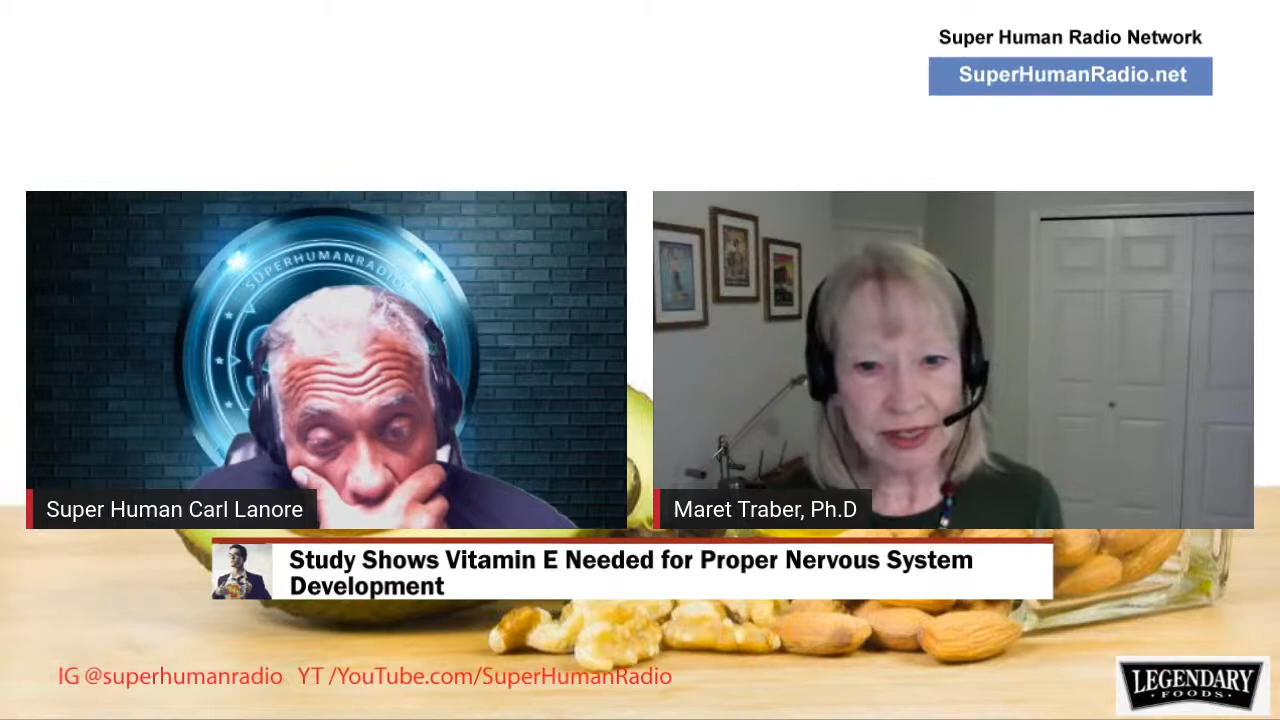 Super Human Radio Network
SuperHumanRadio.net
SUPERHUMANRADIO
Super Human Carl Lanore
Maret Traber, Ph.D
Study Shows Vitamin E Needed for Proper Nervous System
Development
IG @superhumanradio YT /YouTube.com/SuperHumanRadio
LEGENDARY
FOODS